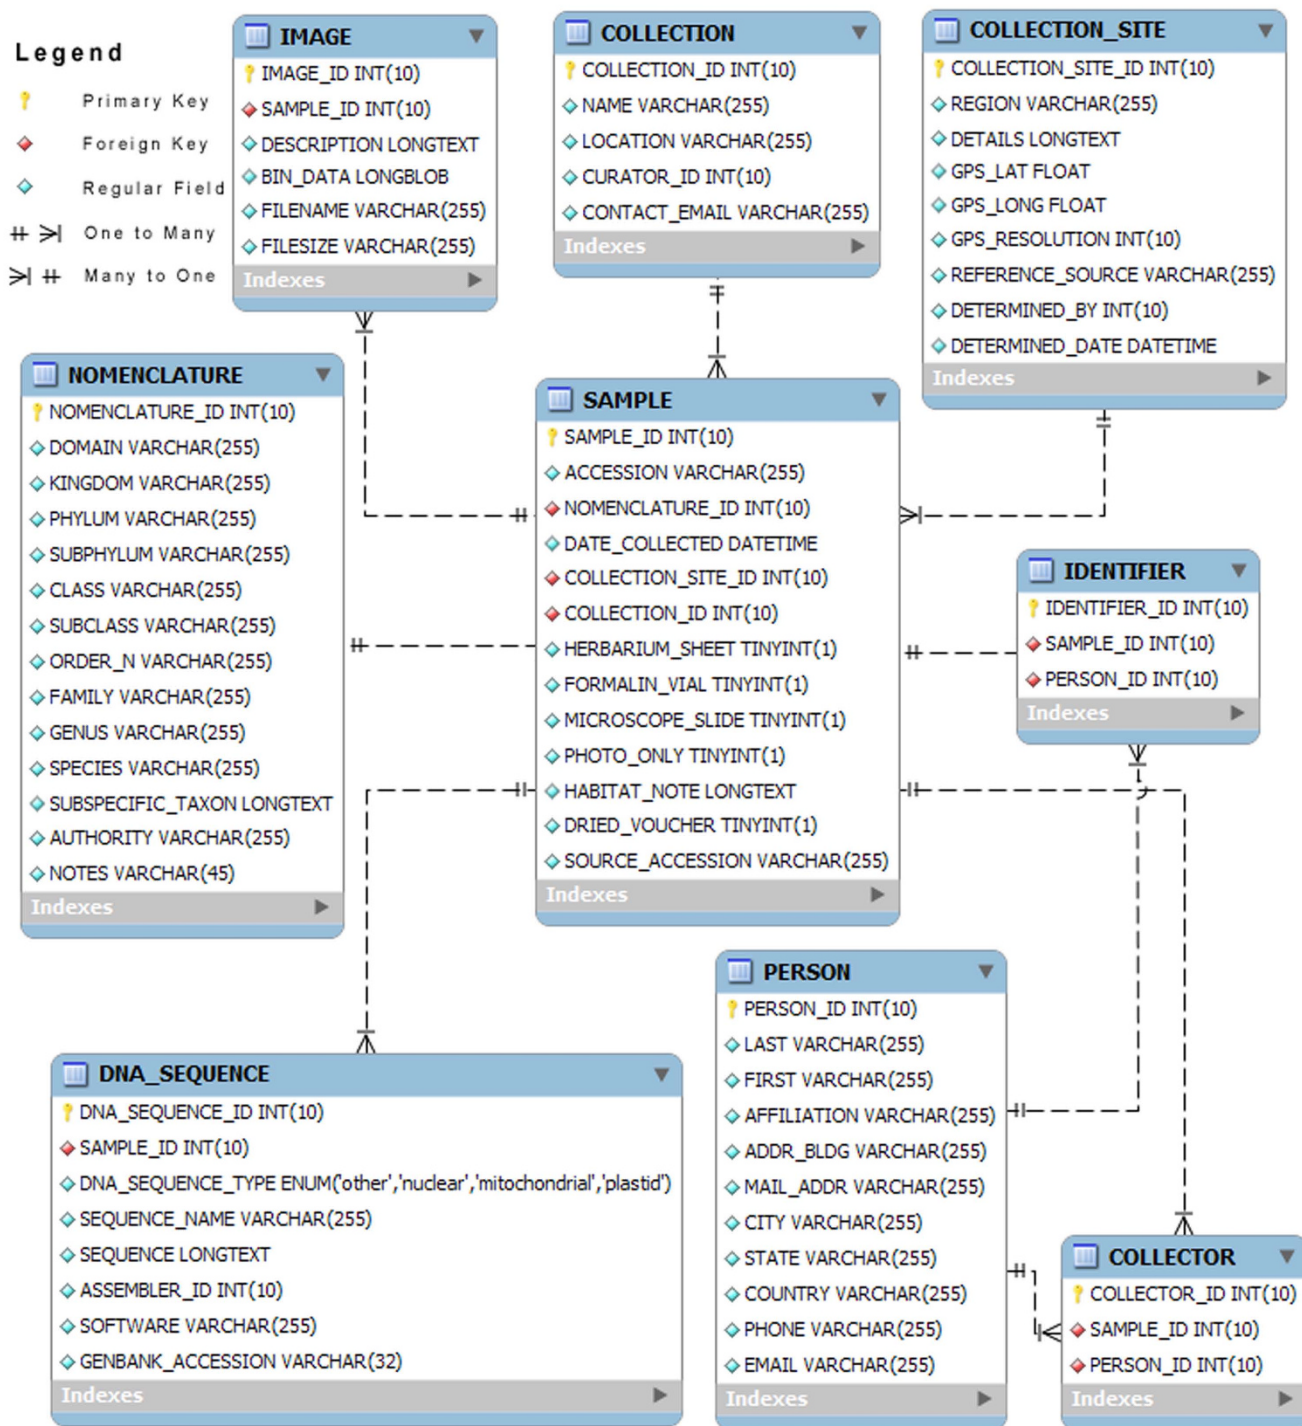 Legend
Primary Key
Foreign Key
Regular Field
One to Many
Many to One
IMAGE
IMAGE_ID INT(10)
SAMPLE_ID INT(10)
DESCRIPTION LONGTEXT
BIN_DATA LONGBLOB
FILENAME VARCHAR(255)
FILESIZE VARCHAR(255)
Indexes
COLLECTION
COLLECTION_ID INT(10)
NAME VARCHAR(255)
LOCATION VARCHAR(255)
CURATOR_ID INT(10)
CONTACT_EMAIL VARCHAR(255)
Indexes
COLLECTION_SITE
COLLECTION_SITE_ID INT(10)
REGION VARCHAR(255)
DETAILS LONGTEXT
GPS_LAT FLOAT
GPS_LONG FLOAT
GPS_RESOLUTION INT(10)
REFERENCE_SOURCE VARCHAR(255)
DETERMINED_BY INT(10)
DETERMINED_DATE DATETIME
Indexes
NOMENCLATURE
NOMENCLATURE_ID INT(10)
DOMAIN VARCHAR(255)
KINGDOM VARCHAR(255)
PHYLUM VARCHAR(255)
SUBPHYLUM VARCHAR(255)
CLASS VARCHAR(255)
SUBCLASS VARCHAR(255)
ORDER_N VARCHAR(255)
FAMILY VARCHAR(255)
GENUS VARCHAR(255)
SPECIES VARCHAR(255)
SUBSPECIFIC_TAXON LONGTEXT
AUTHORITY VARCHAR(255)
NOTES VARCHAR(45)
Indexes
SAMPLE
SAMPLE_ID INT(10)
ACCESSION VARCHAR(255)
NOMENCLATURE_ID INT(10)
DATE_COLLECTED DATETIME
COLLECTION_SITE_ID INT(10)
COLLECTION_ID INT(10)
HERBARIUM_SHEET TINYINT(1)
FORMALIN_VIAL TINYINT(1)
MICROSCOPE_SLIDE TINYINT(1)
PHOTO_ONLY TINYINT(1)
HABITAT_NOTE LONGTEXT
DRIED_VOUCHER TINYINT(1)
SOURCE_ACCESSION VARCHAR(255)
Indexes
IDENTIFIER
IDENTIFIER_ID INT(10)
SAMPLE_ID INT(10)
PERSON_ID INT(10)
Indexes
DNA_SEQUENCE
DNA_SEQUENCE_ID INT(10)
SAMPLE_ID INT(10)
DNA_SEQUENCE_TYPE ENUM('other','nuclear','mitochondrial','plastid')
SEQUENCE_NAME VARCHAR(255)
SEQUENCE LONGTEXT
ASSEMBLER_ID INT(10)
SOFTWARE VARCHAR(255)
GENBANK_ACCESSION VARCHAR(32)
Indexes
PERSON
PERSON_ID INT(10)
LAST VARCHAR(255)
FIRST VARCHAR(255)
AFFILIATION VARCHAR(255)
ADDR_BLDG VARCHAR(255)
MAIL_ADDR VARCHAR(255)
CITY VARCHAR(255)
STATE VARCHAR(255)
COUNTRY VARCHAR(255)
PHONE VARCHAR(255)
EMAIL VARCHAR(255)
Indexes
COLLECTOR
COLLECTOR_ID INT(10)
SAMPLE_ID INT(10)
PERSON_ID INT(10)
Indexes